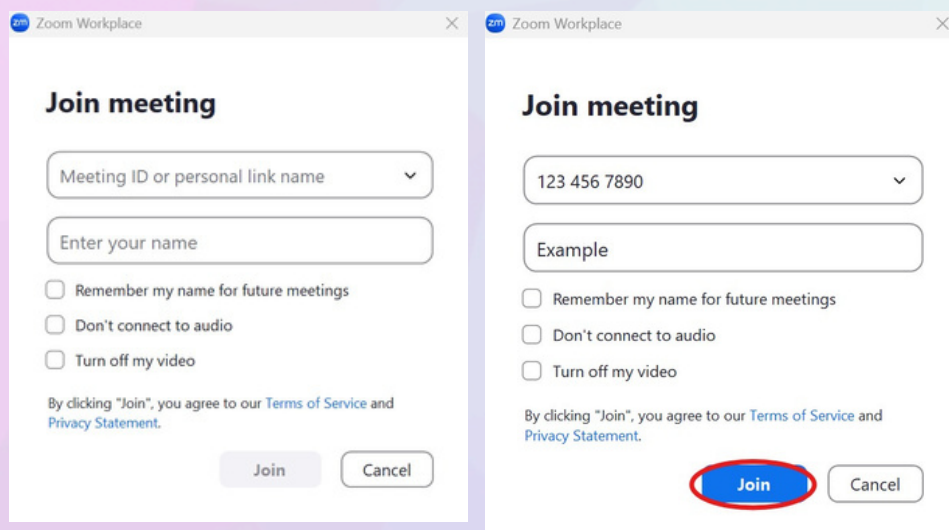 zm Zoom Workplace
Join meeting
Meeting ID or personal link name
Enter your name
Remember my name for future meetings
Don't connect to audio
Turn off my video
By clicking "Join", you agree to our Terms of Service and
Privacy Statement.
Join Cancel
zm Zoom Workplace
Join meeting
123 456 7890
Example
Remember my name for future meetings
Don't connect to audio
Turn off my video
By clicking "Join", you agree to our Terms of Service and
Privacy Statement.
Join Cancel